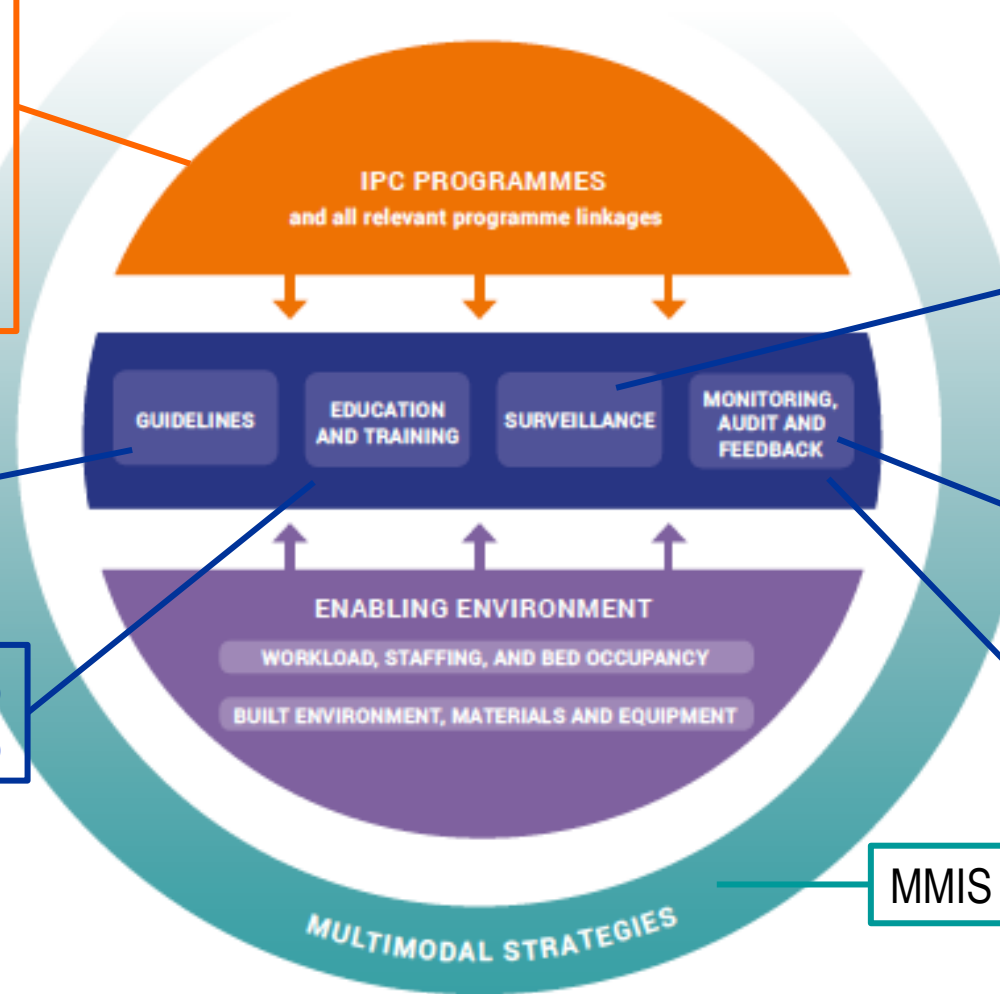 IPC PROGRAMMES
and all relevant programme linkages
GUIDELINES
EDUCATION
AND TRAINING
SURVEILLANCE
MONITORING,
AUDIT AND
FEEDBACK
ENABLING ENVIRONMENT
WORKLOAD, STAFFING, AND BED OCCUPANCY
BUILT ENVIRONMENT, MATERIALS AND EQUIPMENT
MMIS
MULTIMODAL STRATEGIES